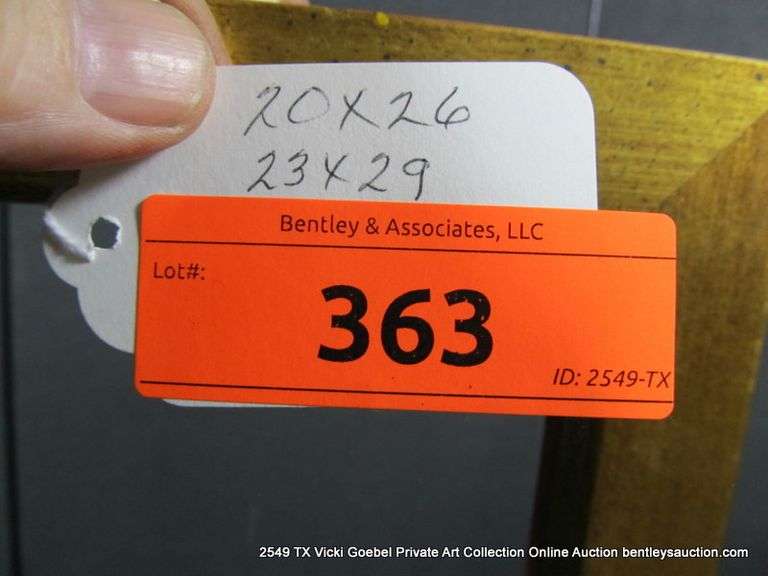 20X26
23X29
Bentley & Associates, LLC
Lot#:
363
ID: 2549-TX
2549 TX Vicki Goebel Private Art Collection Online Auction bentleysauction.com